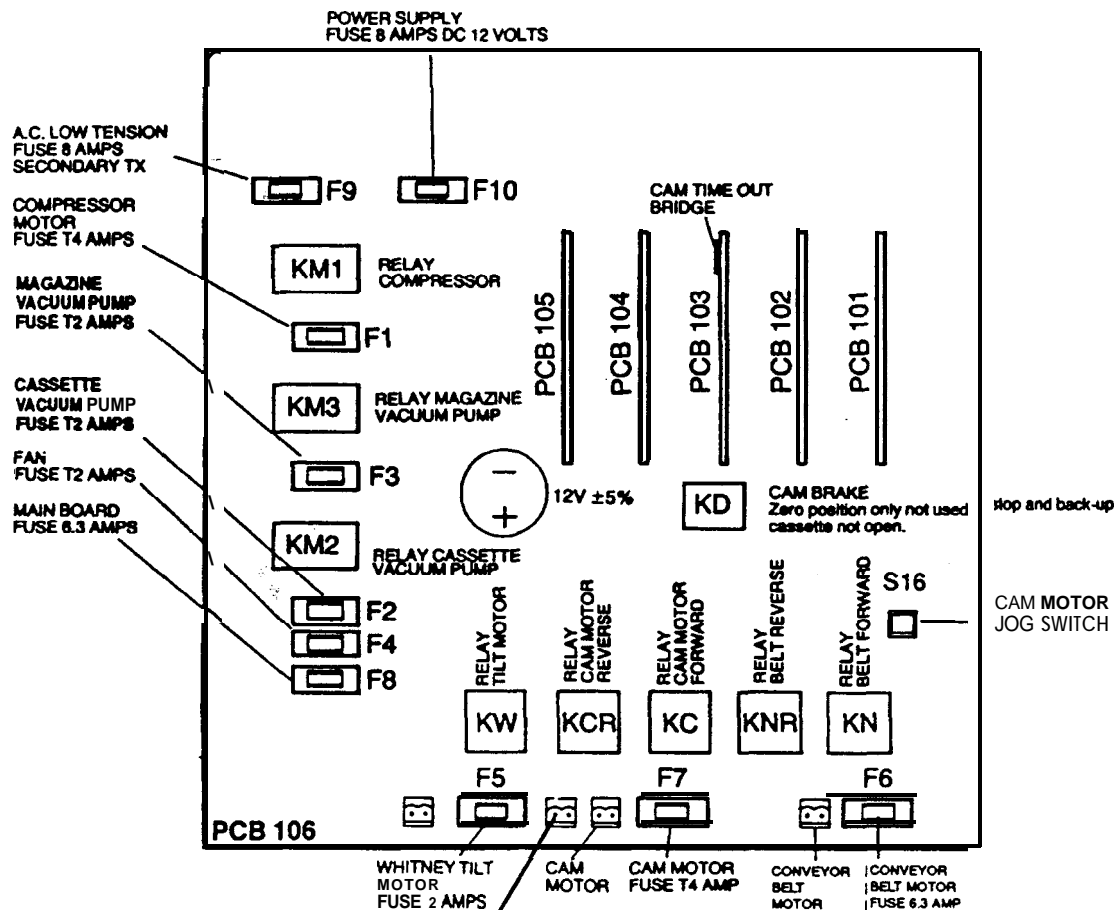 POWER SUPPLY
FUSE 8 AMPS DC 12 VOLTS
A.C. LOW TENSION
FUSE 8 AMPS
SECONDARY TX
F9
F10
COMPRESSOR
MOTOR
FUSE T4 AMPS
CAM TIME OUT
BRIDGE
KM1
RELAY
COMPRESSOR
MAGAZINE
VACUUM PUMP
FUSE T2 AMPS
F1
PCB 105
PCB 104
PCB 103
PCB 102
PCB 101
CASSETTE
VACUUM PUMP
FUSE T2 AMPS
KM3
RELAY MAGAZINE
VACUUM PUMP
FAN
FUSE T2 AMPS
F3
−
+
12V ±5%
KD
CAM BRAKE
Zero position only not used
cassette not open.
stop and back-up
MAIN BOARD
FUSE 6.3 AMPS
KM2
RELAY CASSETTE
VACUUM PUMP
F2
F4
F8
S16
CAM MOTOR
JOG SWITCH
RELAY
TILT MOTOR
RELAY
CAM MOTOR
REVERSE
RELAY
CAM MOTOR
FORWARD
RELAY
BELT REVERSE
RELAY
BELT FORWARD
KW
KCR
KC
KNR
KN
F5
F7
F6
PCB 106
WHITNEY TILT
MOTOR
FUSE 2 AMPS
CAM
MOTOR
CAM MOTOR
FUSE T4 AMP
CONVEYOR
BELT
MOTOR
CONVEYOR
BELT MOTOR
FUSE 6.3 AMP